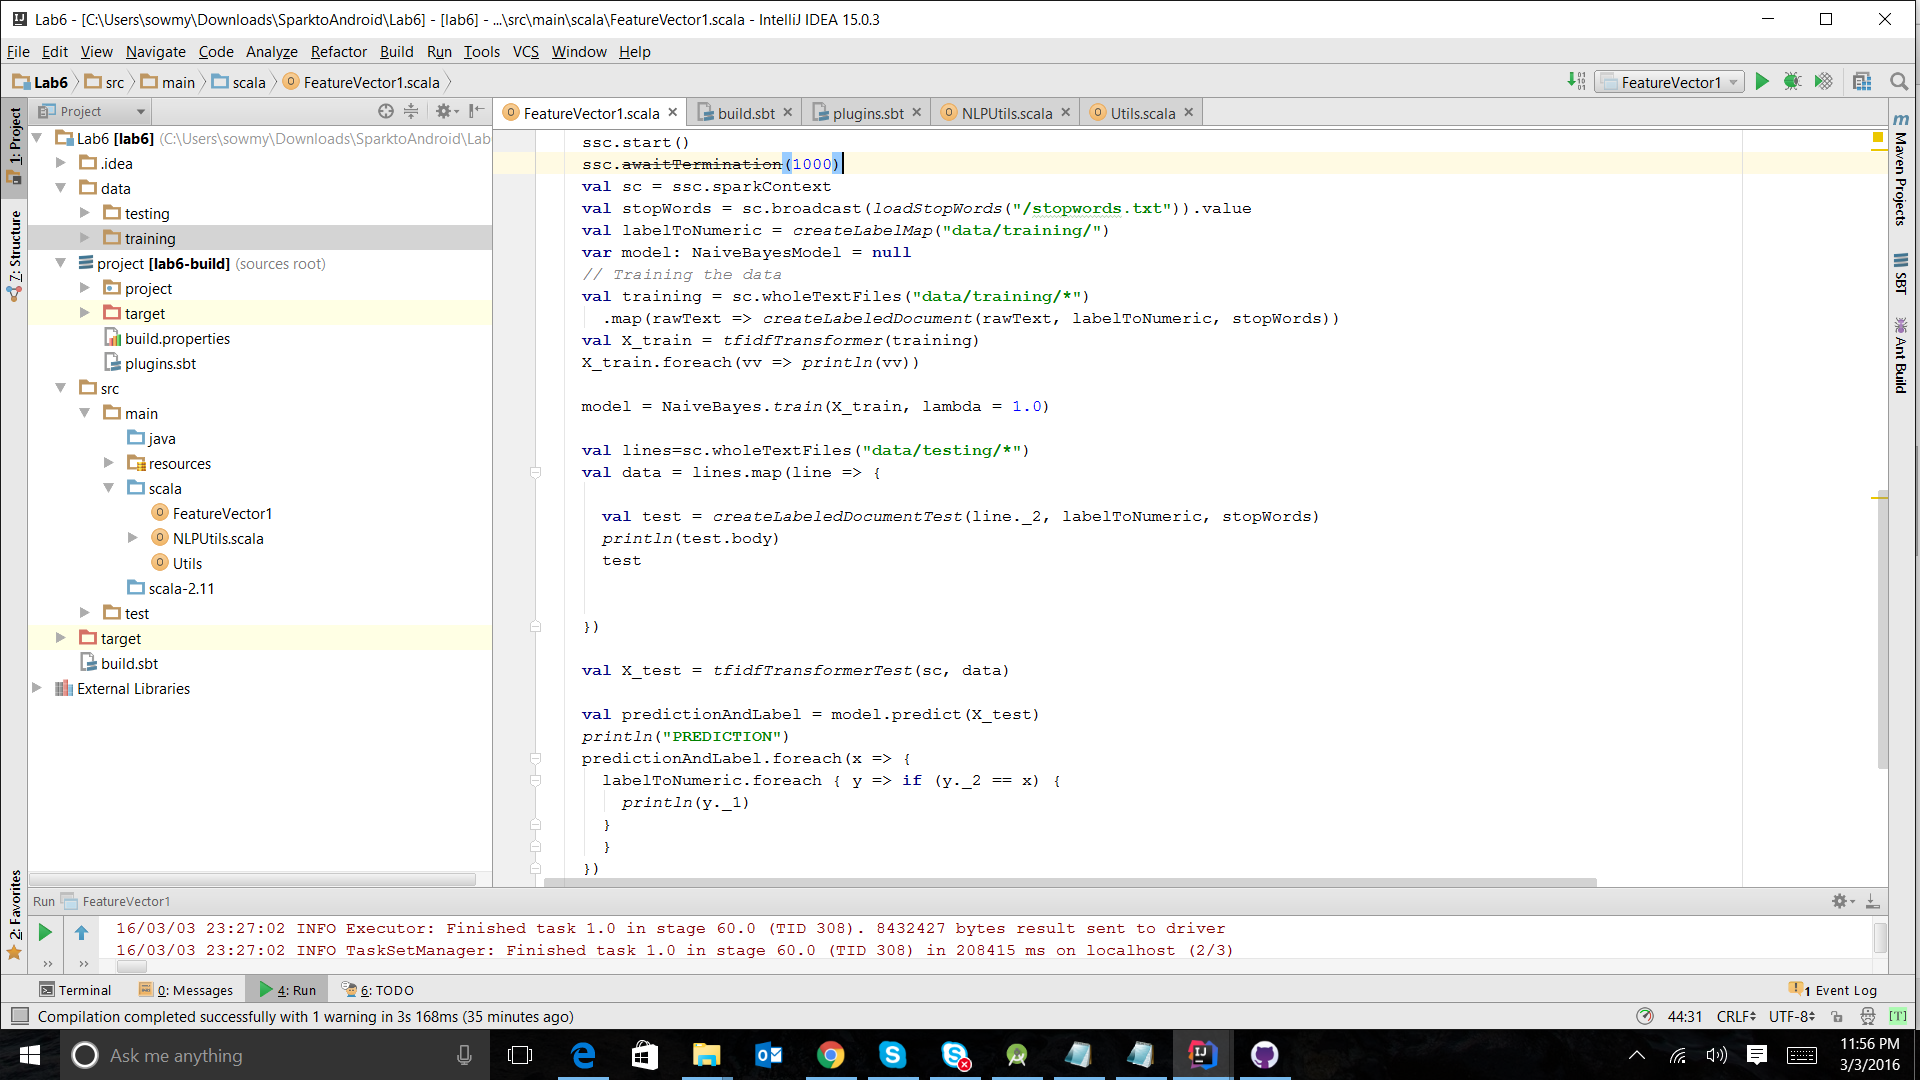 Lab6 - [C:\Users\sowmy\Downloads\SparktoAndroid\Lab6] - [lab6] - ...\src\main\scala\FeatureVector1.scala - IntelliJ IDEA 15.0.3
File Edit View Navigate Code Analyze Refactor Build Run Tools VCS Window Help
Lab6 src main scala FeatureVector1.scala
FeatureVector1
Project
FeatureVector1.scala build.sbt plugins.sbt NLPUtils.scala Utils.scala
1: Project
7: Structure
2: Favorites
Lab6 [lab6] (C:\Users\sowmy\Downloads\SparktoAndroid\Lab
.idea
data
testing
training
project [lab6-build] (sources root)
project
target
build.properties
plugins.sbt
src
main
java
resources
scala
FeatureVector1
NLPUtils.scala
Utils
scala-2.11
test
target
build.sbt
External Libraries
ssc.start()
ssc.awaitTermination(1000)
val sc = ssc.sparkContext
val stopWords = sc.broadcast(loadStopWords("/stopwords.txt")).value
val labelToNumeric = createLabelMap("data/training/")
var model: NaiveBayesModel = null
// Training the data
val training = sc.wholeTextFiles("data/training/*")
.map(rawText => createLabeledDocument(rawText, labelToNumeric, stopWords))
val X_train = tfidfTransformer(training)
X_train.foreach(vv => println(vv))
model = NaiveBayes.train(X_train, lambda = 1.0)
val lines=sc.wholeTextFiles("data/testing/*")
val data = lines.map(line => {
val test = createLabeledDocumentTest(line._2, labelToNumeric, stopWords)
println(test.body)
test
})
val X_test = tfidfTransformerTest(sc, data)
val predictionAndLabel = model.predict(X_test)
println("PREDICTION")
predictionAndLabel.foreach(x => {
labelToNumeric.foreach { y => if (y._2 == x) {
println(y._1)
}
}
})
Maven Projects
SBT
Ant Build
Run FeatureVector1
16/03/03 23:27:02 INFO Executor: Finished task 1.0 in stage 60.0 (TID 308). 8432427 bytes result sent to driver
16/03/03 23:27:02 INFO TaskSetManager: Finished task 1.0 in stage 60.0 (TID 308) in 208415 ms on localhost (2/3)
Terminal 0: Messages 4: Run 6: TODO 1 Event Log
Compilation completed successfully with 1 warning in 3s 168ms (35 minutes ago) 44:31 CRLF UTF-8 [T]
Ask me anything
11:56 PM
3/3/2016